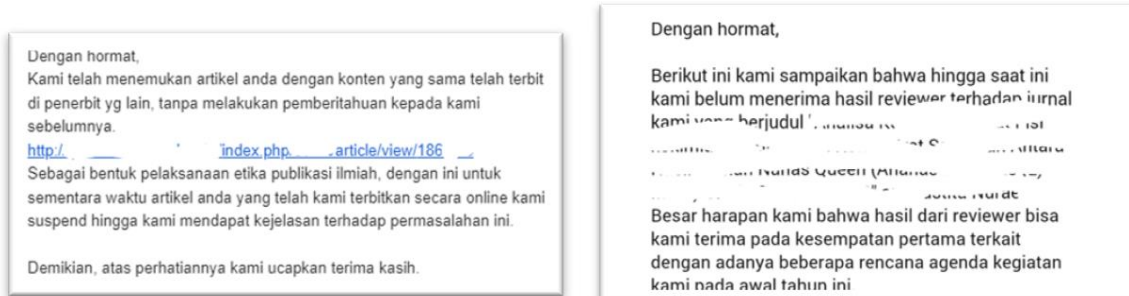 Dengan hormat,
Kami telah menemukan artikel anda dengan konten yang sama telah terbit
di penerbit yg lain, tanpa melakukan pemberitahuan kepada kami
sebelumnya.
http:/ index.php article/view/186
Sebagai bentuk pelaksanaan etika publikasi ilmiah, dengan ini untuk
sementara waktu artikel anda yang telah kami terbitkan secara online kami
suspend hingga kami mendapat kejelasan terhadap permasalahan ini.
Demikian, atas perhatiannya kami ucapkan terima kasih.
Dengan hormat,
Berikut ini kami sampaikan bahwa hingga saat ini
kami belum menerima hasil reviewer terhadap jurnal
kami yang berjudul
Queen
Besar harapan kami bahwa hasil dari reviewer bisa
kami terima pada kesempatan pertama terkait
dengan adanya beberapa rencana agenda kegiatan
kami pada awal tahun ini